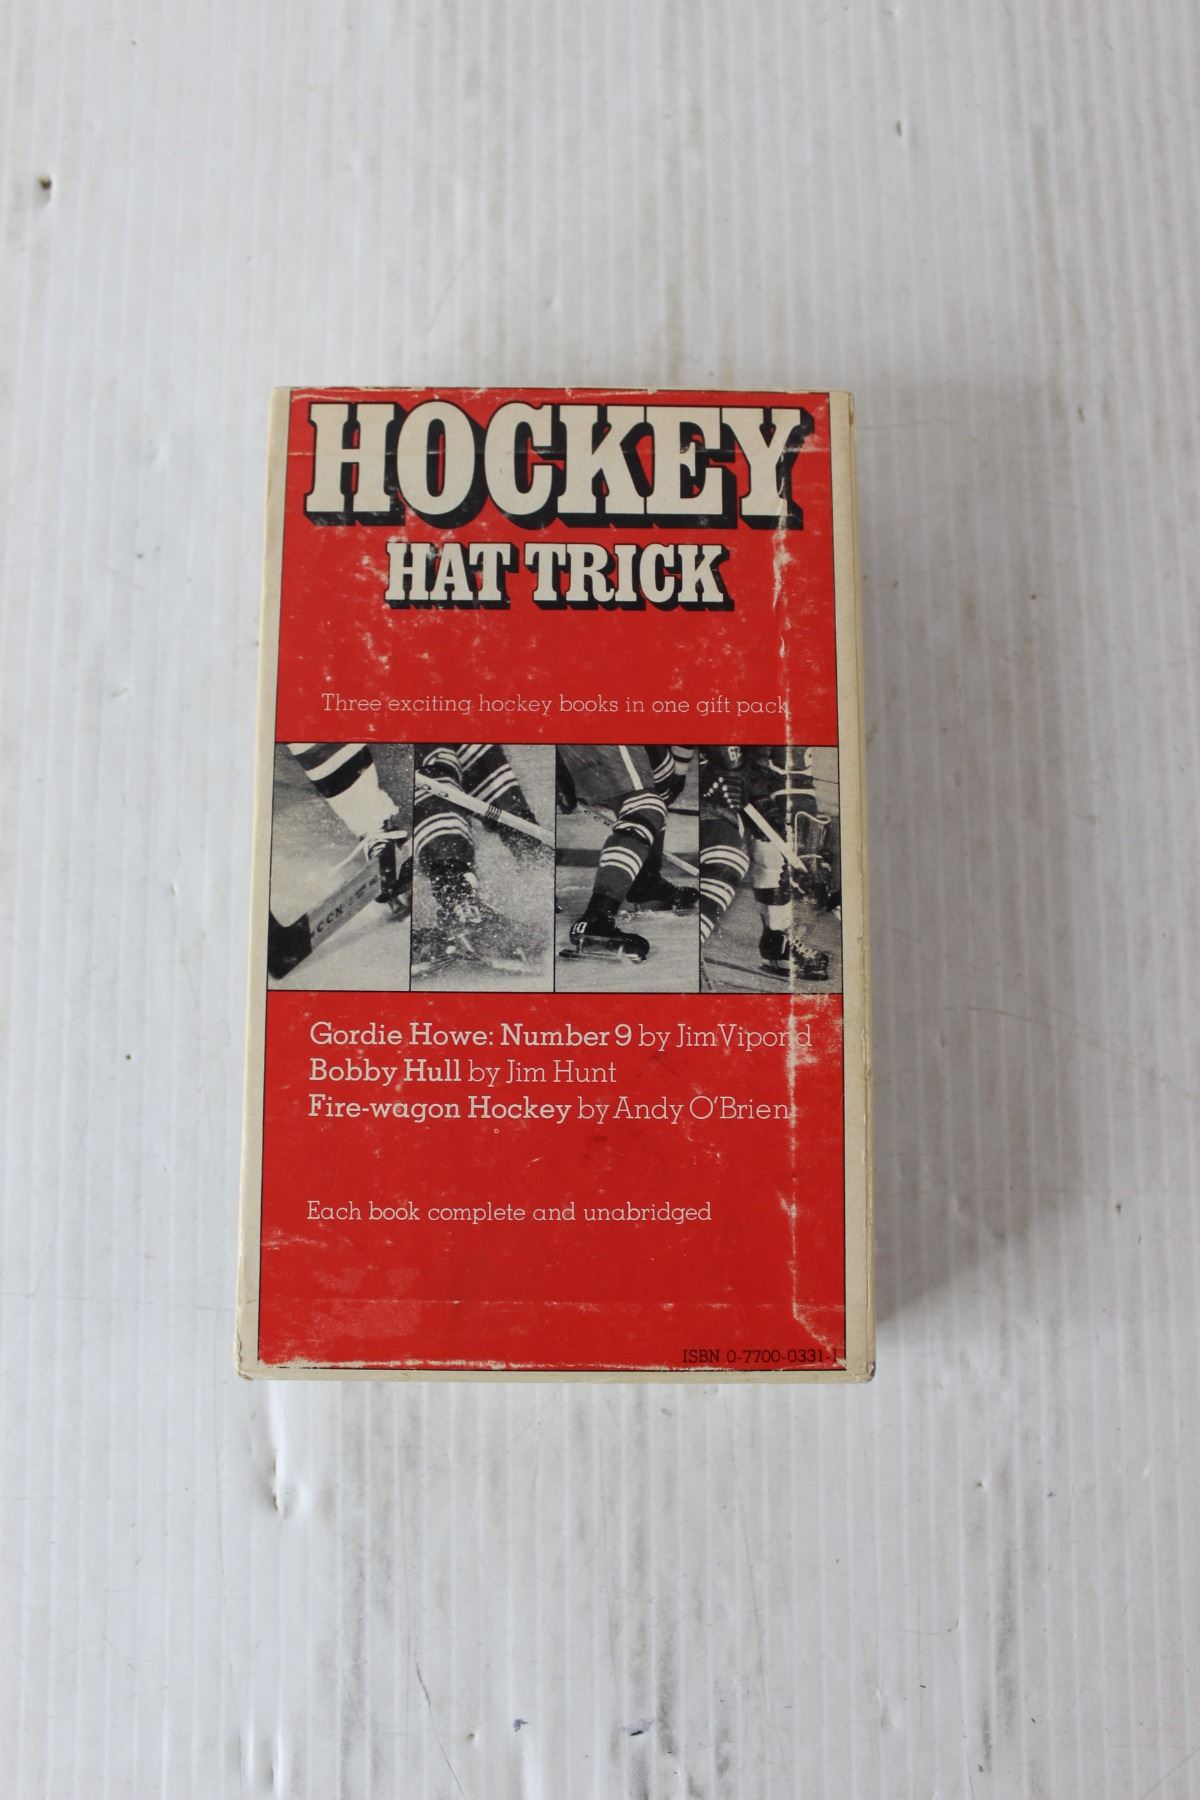 HOCKEY
HAT TRICK
Three exciting hockey books in one gift pack
Gordie Howe: Number 9 by Jim Vipond
Bobby Hull by Jim Hunt
Fire-wagon Hockey by Andy O'Brien
Each book complete and unabridged
ISBN 0-7700-0331-1